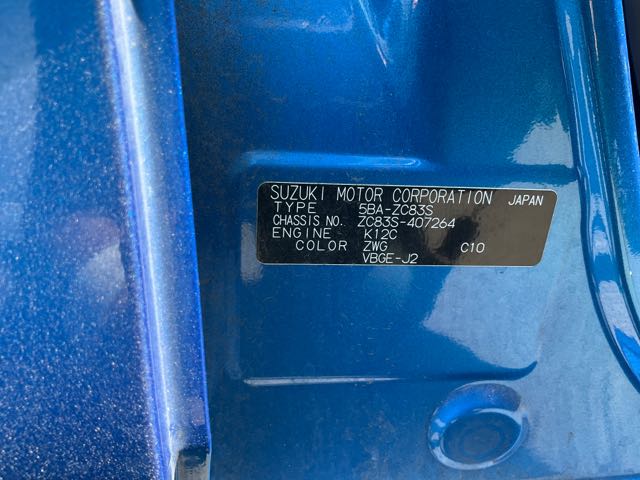 SUZUKI MOTOR CORPORATION JAPAN
TYPE 5BA-ZC83S
CHASSIS NO. ZC83S-407264
ENGINE K12C
COLOR ZWG C10
VBGE-J2